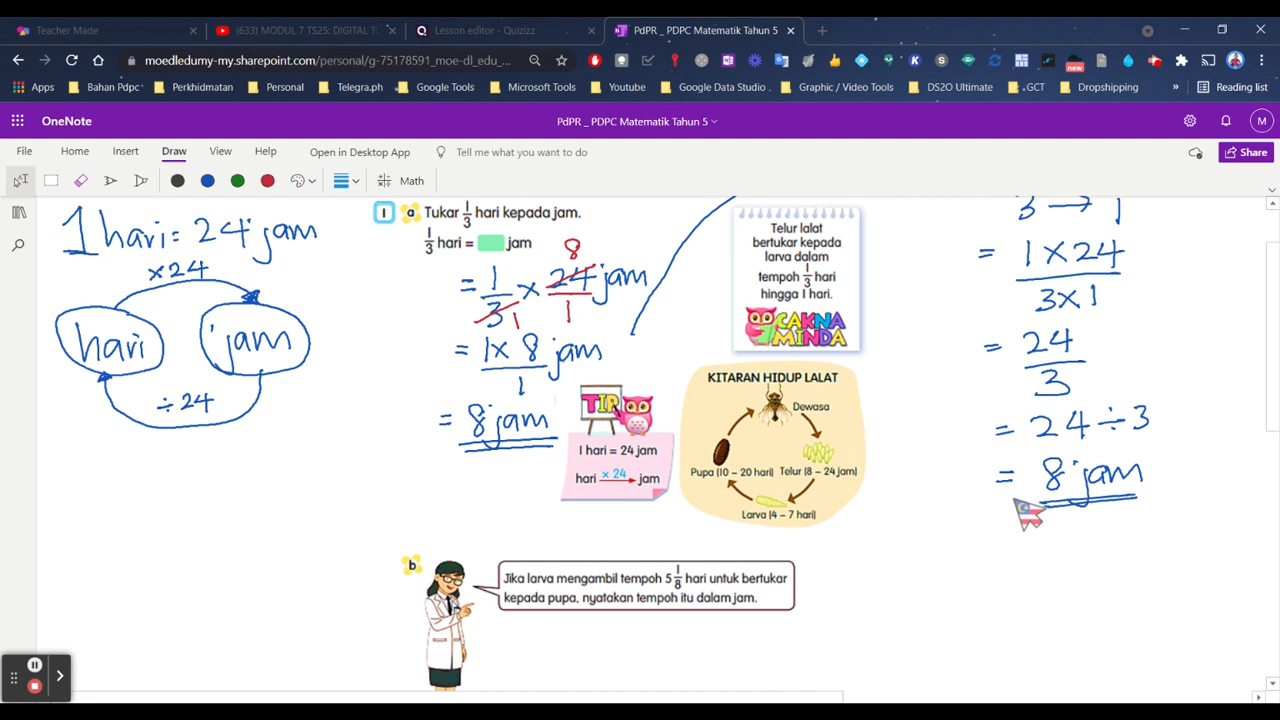 Teacher Made
(633) MODUL 7 TS25: DIGITAL T
Lesson editor - Quizizz
PdPR _ PDPC Matematik Tahun 5
moedledumy-my.sharepoint.com/personal/g-75178591_moe-dl_edu_...
new
Apps
Bahan Pdpc
Perkhidmatan
Personal
Telegra.ph
Google Tools
Microsoft Tools
Youtube
Google Data Studio
Graphic / Video Tools
DS2O Ultimate
GCT
Dropshipping
»
Reading list
OneNote
PdPR _ PDPC Matematik Tahun 5
M
File
Home
Insert
Draw
View
Help
Open in Desktop App
Tell me what you want to do
Share
Math
1 hari = 24 jam
×24
hari
jam
÷24
1 a Tukar 1/3 hari kepada jam.
1/3 hari = jam
8
= 1/3 × 24/1 jam
1
= 1 × 8/1 jam
= 8 jam
TIP
1 hari = 24 jam
hari × 24 → jam
Telur lalat
bertukar kepada
larva dalam
tempoh 1/3 hari
hingga 1 hari.
CAKNA
MINDA
KITARAN HIDUP LALAT
Dewasa
Pupa (10 – 20 hari)
Telur (8 – 24 jam)
Larva (4 – 7 hari)
3 → 1
= 1 × 24
3 × 1
= 24
3
= 24 ÷ 3
= 8 jam
b
Jika larva mengambil tempoh 5 1/8 hari untuk bertukar
kepada pupa, nyatakan tempoh itu dalam jam.